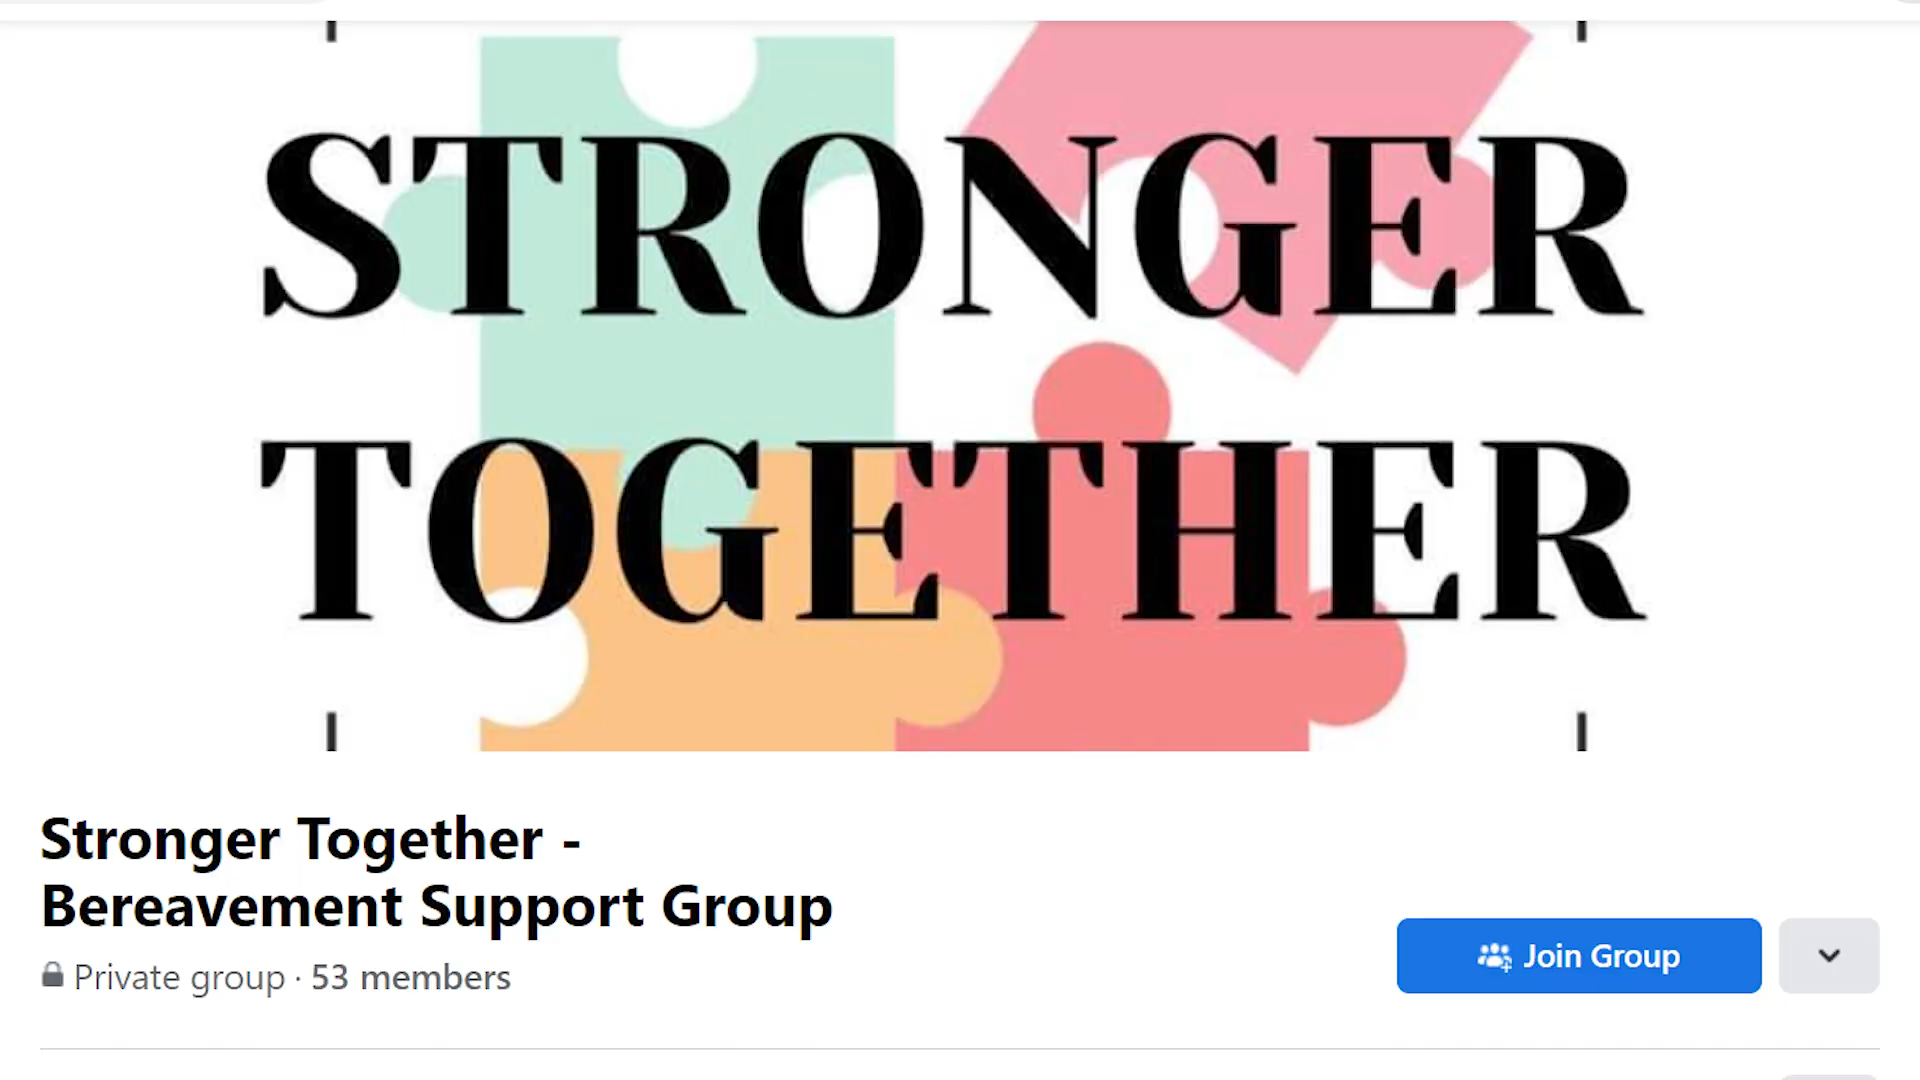 STRONGER
TOGETHER
Stronger Together -
Bereavement Support Group
Private group · 53 members
Join Group